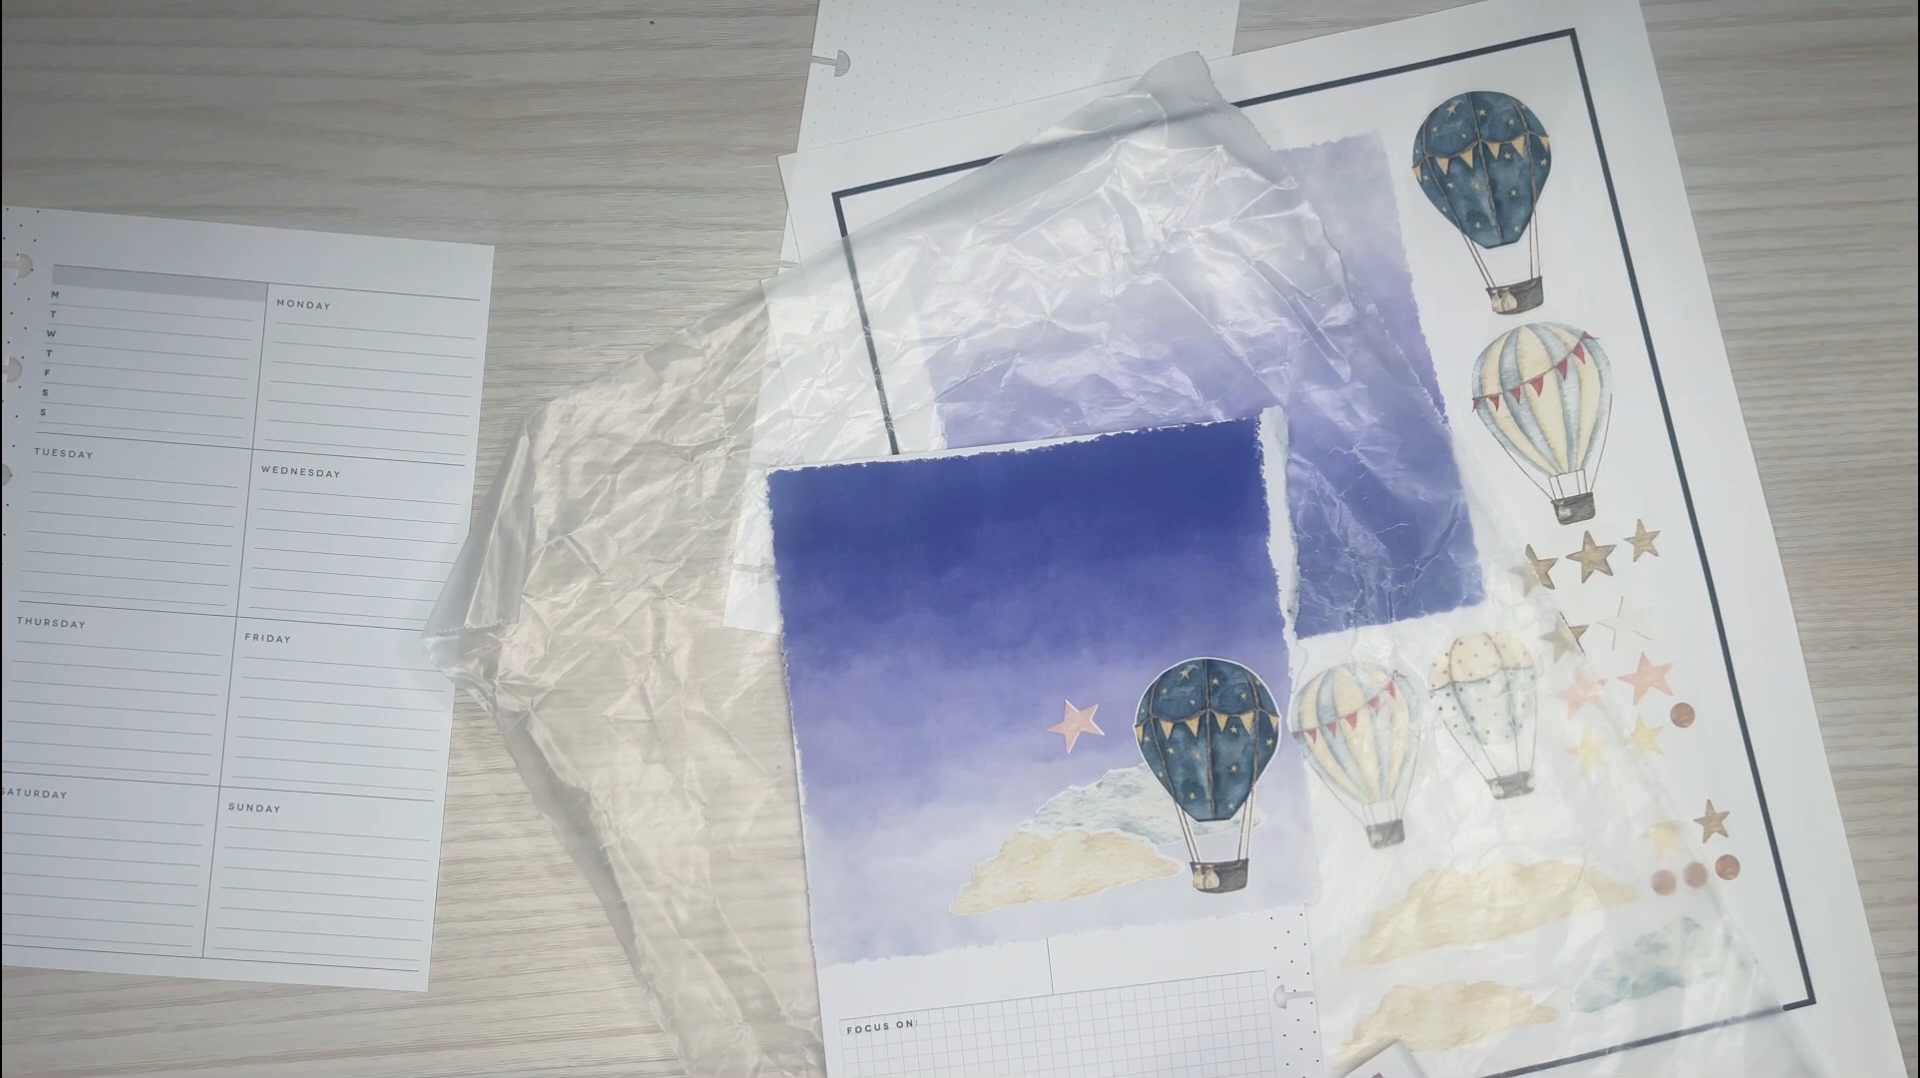 M
T
W
T
F
S
S
MONDAY
TUESDAY
WEDNESDAY
THURSDAY
FRIDAY
SATURDAY
SUNDAY
FOCUS ON: